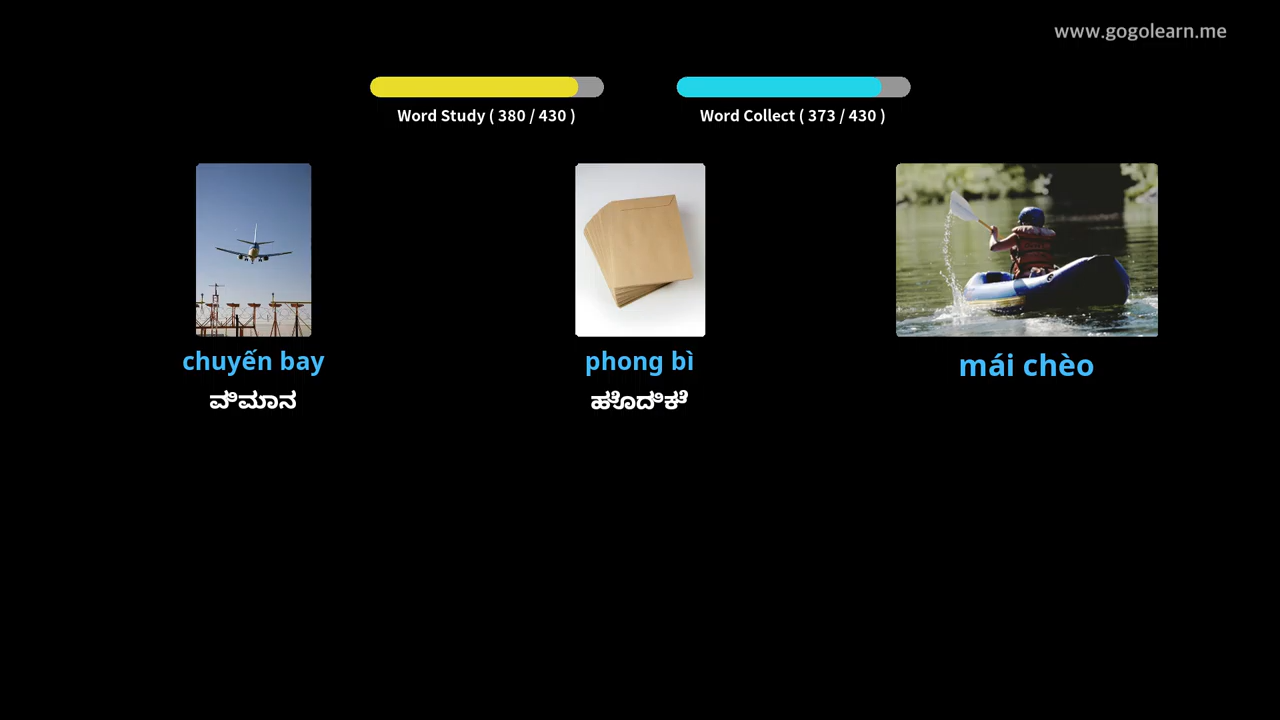 www.gogolearn.me
Word Study ( 380 / 430 )
Word Collect ( 373 / 430 )
chuyến bay
phong bì
mái chèo
ವಿಮಾನ
ಹೊದಿಕೆ